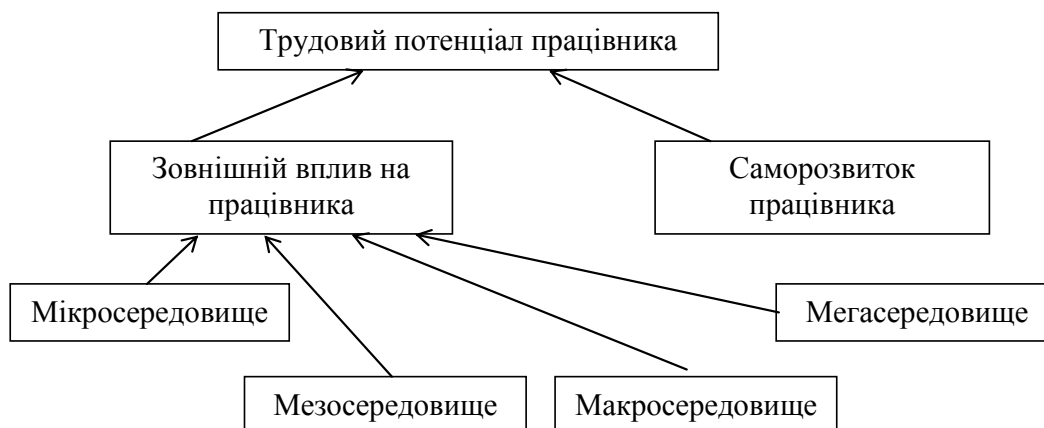 Трудовий потенціал працівника
Зовнішній вплив на
працівника
Саморозвиток
працівника
Мікросередовище
Мегасередовище
Мезосередовище
Макросередовище